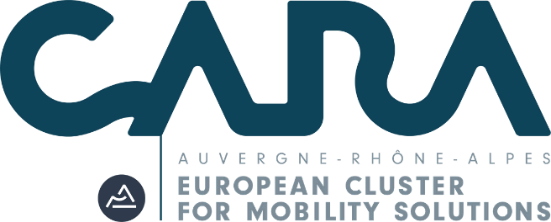 CARA
AUVERGNE-RHÔNE-ALPES
EUROPEAN CLUSTER
FOR MOBILITY SOLUTIONS